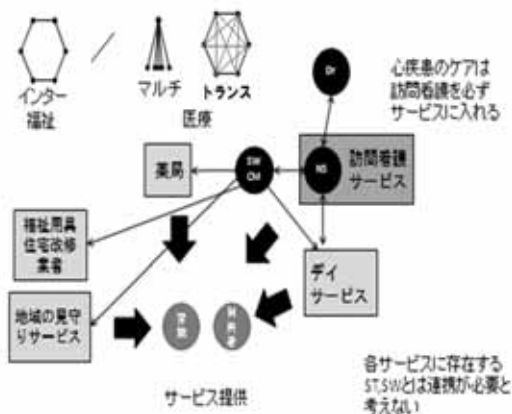 インター
福祉
マルチ
トランス
医療
Dr
心疾患のケアは
訪問看護を必ず
サービスに入れる
薬局
SW
CM
NS
訪問看護
サービス
福祉用具
住宅改修
業者
デイ
サービス
地域の見守
りサービス
家族
利用者
サービス提供
各サービスに存在する
ST,SWとは連携が必要と
考えない